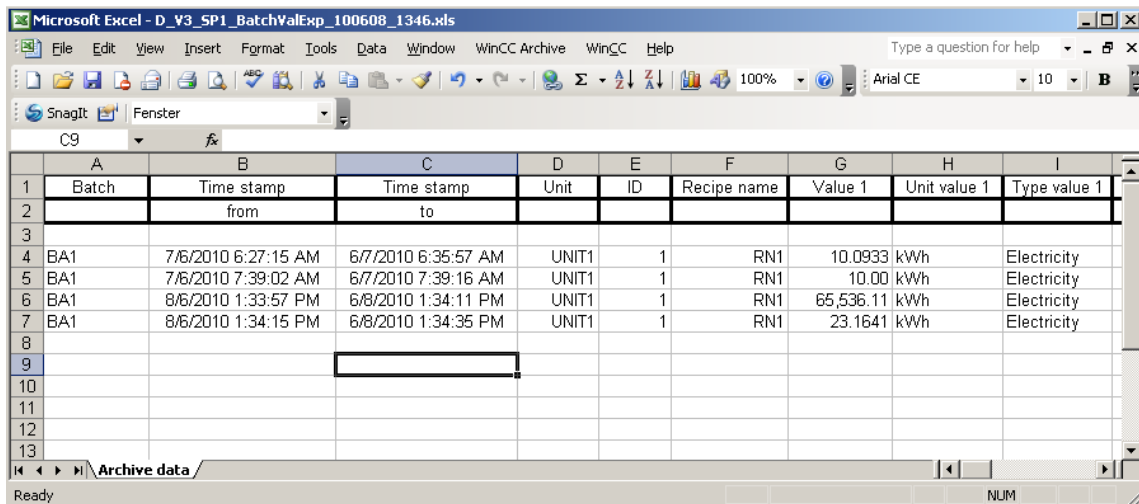 Microsoft Excel - D_V3_SP1_BatchValExp_100608_1346.xls
File Edit View Insert Format Tools Data Window WinCC Archive WinCC Help Type a question for help
ABC 100% Arial CE 10 B
SnagIt Fenster
C9 fx
A B C D E F G H I
1 Batch Time stamp Time stamp Unit ID Recipe name Value 1 Unit value 1 Type value 1
2 from to
3
4 BA1 7/6/2010 6:27:15 AM 6/7/2010 6:35:57 AM UNIT1 1 RN1 10.0933 kWh Electricity
5 BA1 7/6/2010 7:39:02 AM 6/7/2010 7:39:16 AM UNIT1 1 RN1 10.00 kWh Electricity
6 BA1 8/6/2010 1:33:57 PM 6/8/2010 1:34:11 PM UNIT1 1 RN1 65,536.11 kWh Electricity
7 BA1 8/6/2010 1:34:15 PM 6/8/2010 1:34:35 PM UNIT1 1 RN1 23.1641 kWh Electricity
8
9
10
11
12
13
Archive data
Ready NUM